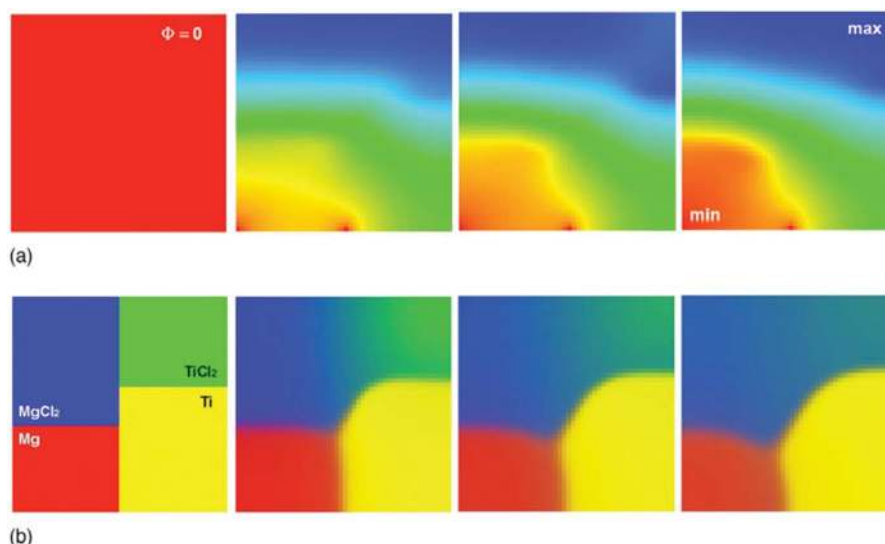 Φ = 0
max
min
(a)
TiCl₂
Ti
MgCl₂
Mg
(b)